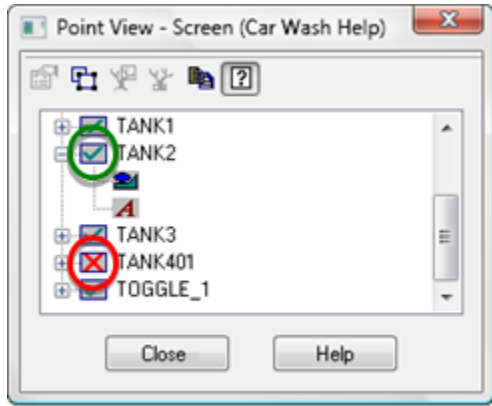 Point View - Screen (Car Wash Help)
TANK1
TANK2
A
TANK3
TANK401
TOGGLE_1
Close
Help